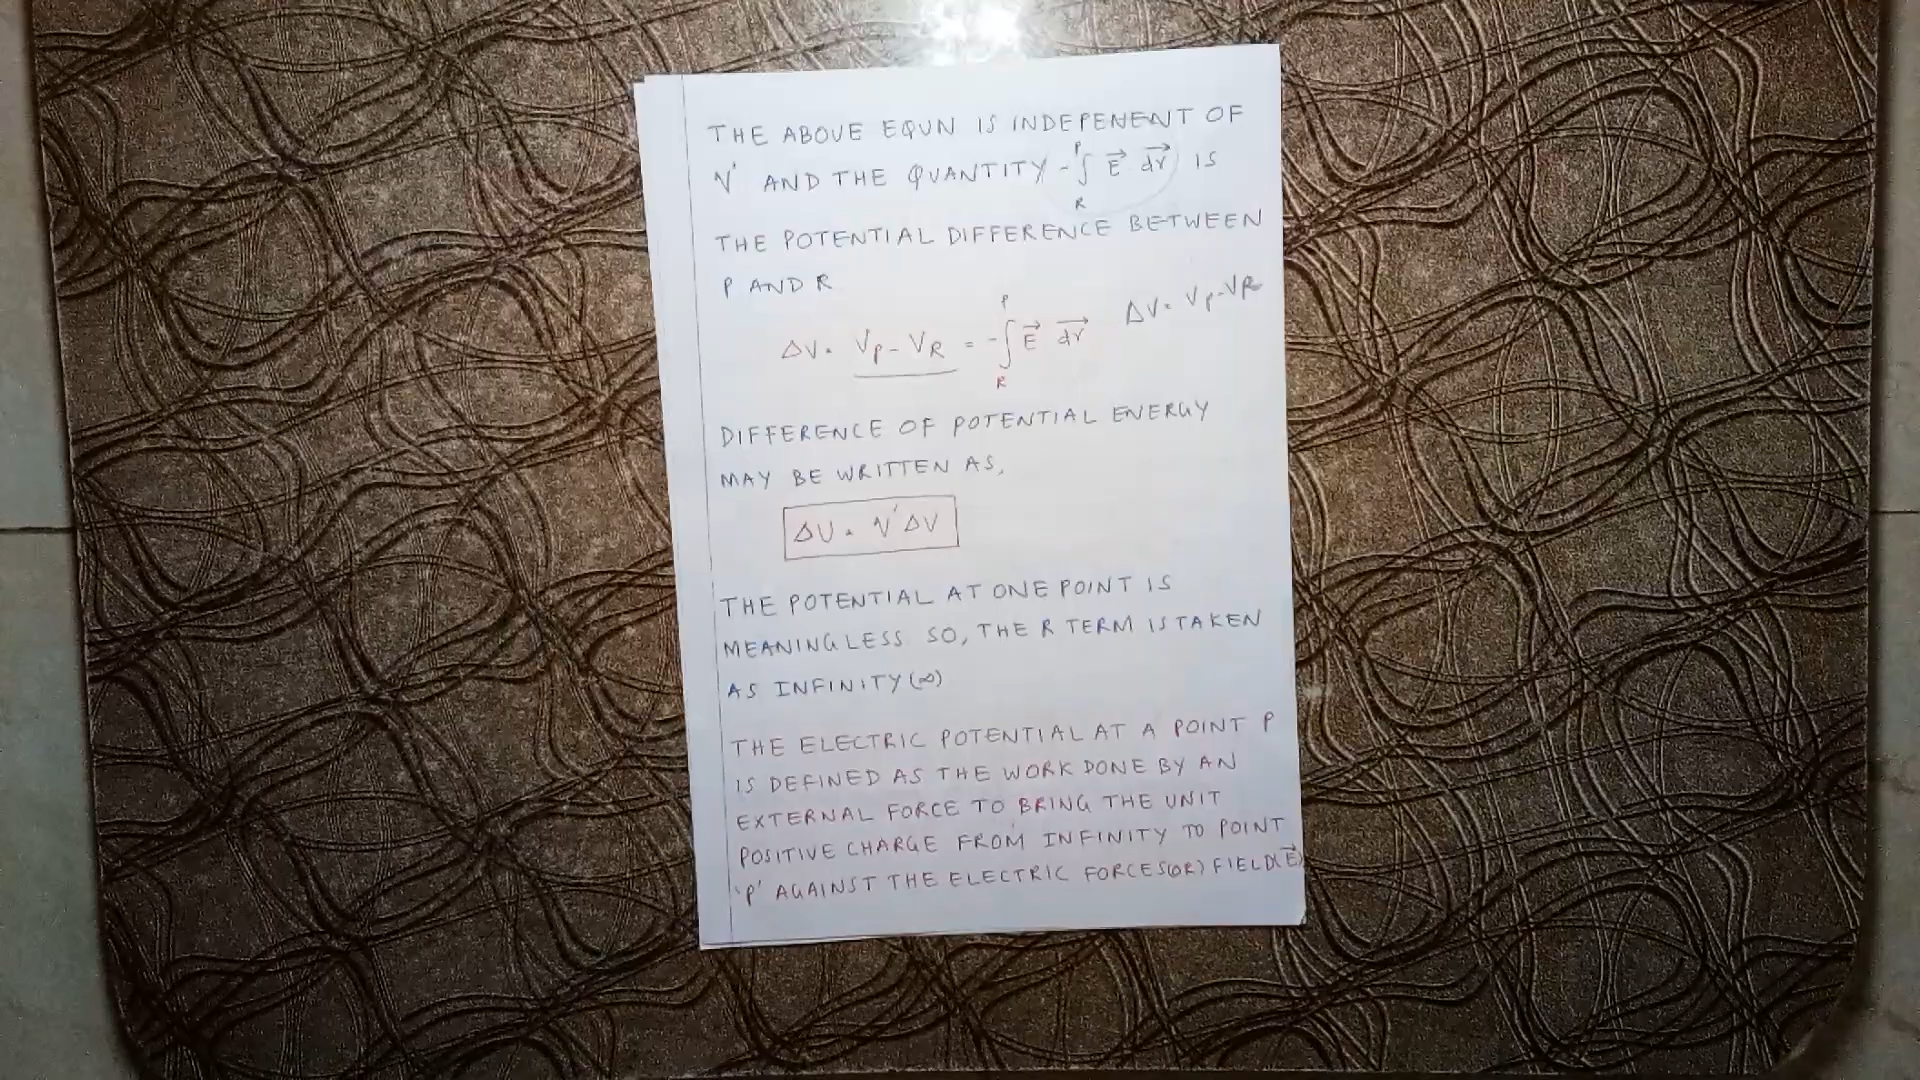 THE ABOVE EQUN IS INDEPENENT OF
V' AND THE QUANTITY -∫ᴿᴾ E⃗ dr⃗ IS
THE POTENTIAL DIFFERENCE BETWEEN
P AND R
ΔV = Vp - VR = -∫ᴿᴾ E⃗ dr⃗ ΔV = Vp - VR
DIFFERENCE OF POTENTIAL ENERGY
MAY BE WRITTEN AS,
ΔU = V'ΔV
THE POTENTIAL AT ONE POINT IS
MEANINGLESS SO, THE R TERM IS TAKEN
AS INFINITY (∞)
THE ELECTRIC POTENTIAL AT A POINT P
IS DEFINED AS THE WORK DONE BY AN
EXTERNAL FORCE TO BRING THE UNIT
POSITIVE CHARGE FROM INFINITY TO POINT
'P' AGAINST THE ELECTRIC FORCES (OR) FIELD (E⃗)